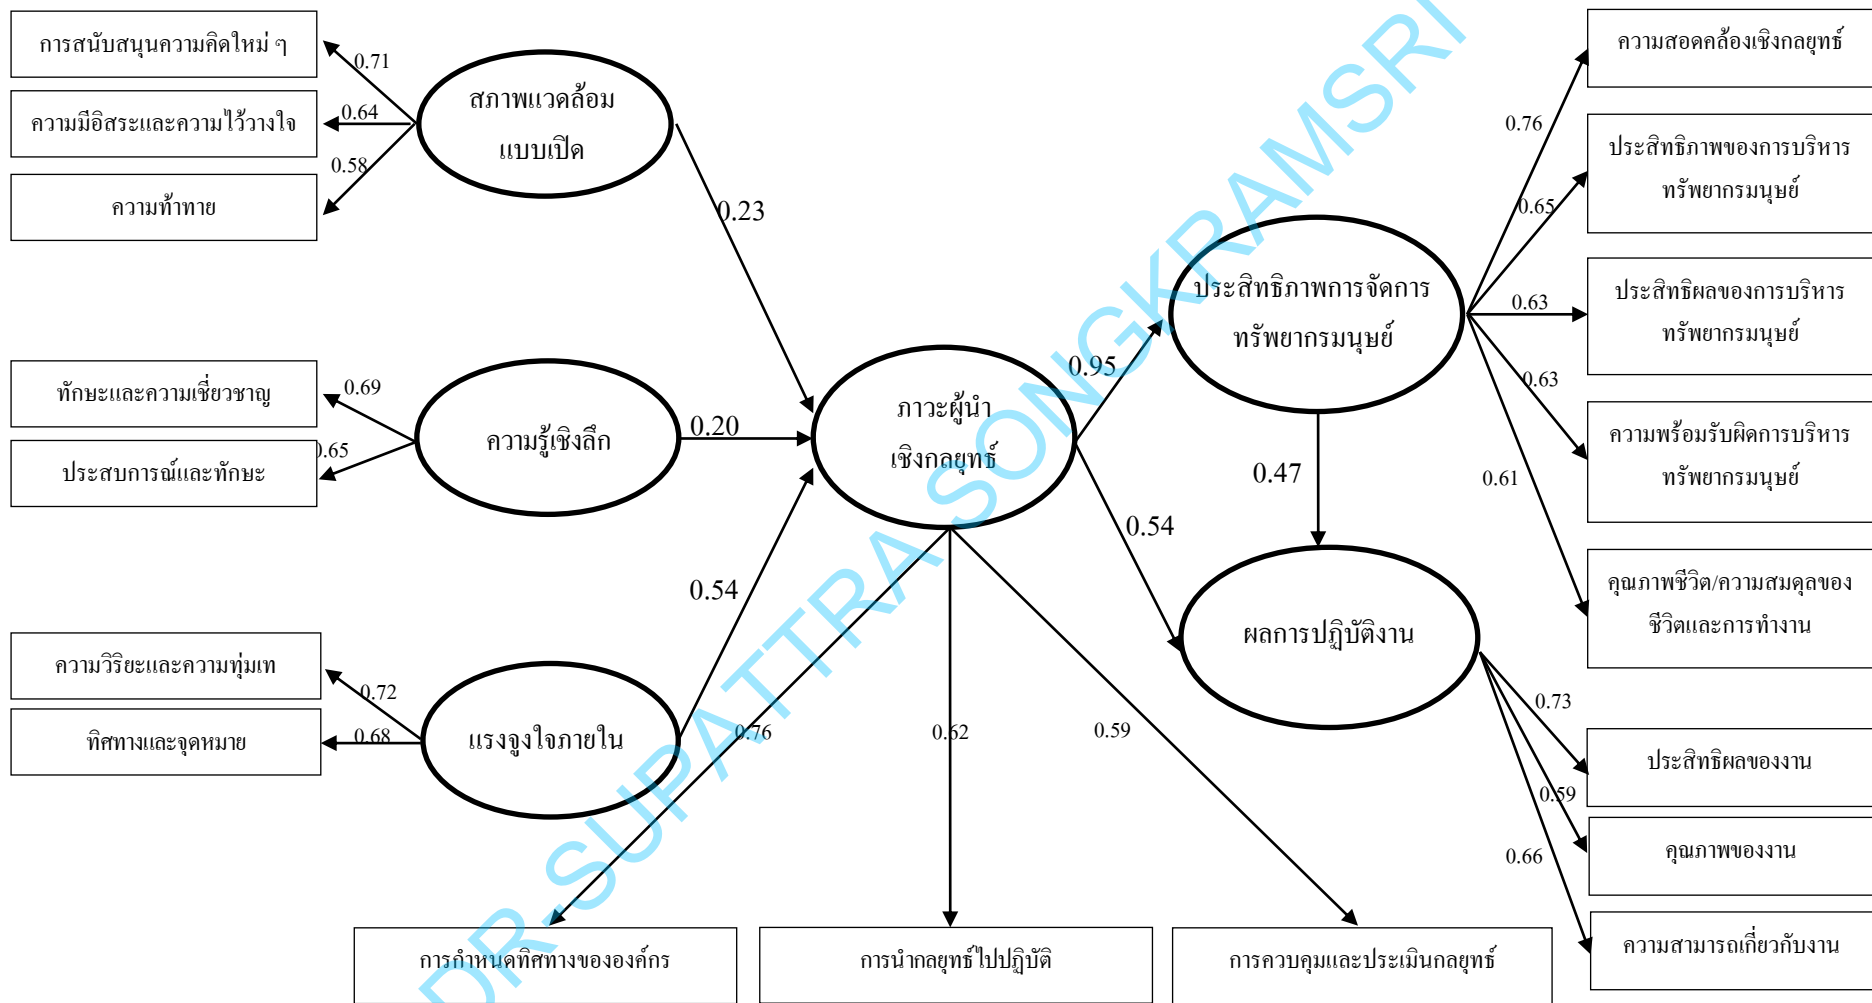 การสนับสนุนความคิดใหม่ ๆ
0.71
ความมีอิสระและความไว้วางใจ
0.64
0.58
ความท้าทาย
สภาพแวดล้อม
แบบเปิด
0.23
ทักษะและความเชี่ยวชาญ
0.69
ประสบการณ์และทักษะ
0.65
ความรู้เชิงลึก
0.20
ความวิริยะและความทุ่มเท
0.72
ทิศทางและจุดหมาย
0.68
แรงจูงใจภายใน
0.54
ภาวะผู้นำ
เชิงกลยุทธ์
0.76
0.62
0.59
การกำหนดทิศทางขององค์กร
การนำกลยุทธ์ไปปฏิบัติ
การควบคุมและประเมินกลยุทธ์
0.95
0.54
ประสิทธิภาพการจัดการ
ทรัพยากรมนุษย์
0.47
ผลการปฏิบัติงาน
0.76
ความสอดคล้องเชิงกลยุทธ์
0.65
ประสิทธิภาพของการบริหาร
ทรัพยากรมนุษย์
0.63
ประสิทธิผลของการบริหาร
ทรัพยากรมนุษย์
0.63
ความพร้อมรับผิดการบริหาร
ทรัพยากรมนุษย์
0.61
คุณภาพชีวิต/ความสมดุลของ
ชีวิตและการทำงาน
0.73
ประสิทธิผลของงาน
0.59
คุณภาพของงาน
0.66
ความสามารถเกี่ยวกับงาน
DR.SUPATTRA SONGKRAMSRI